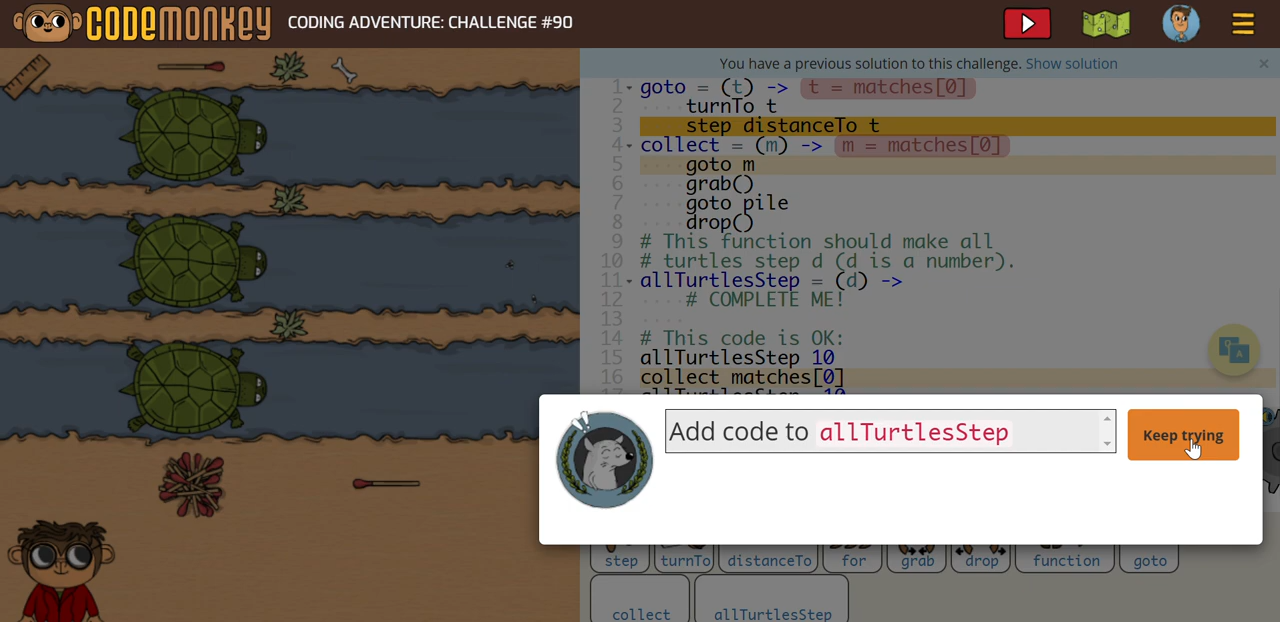 CODEMONKEY
CODING ADVENTURE: CHALLENGE #90
You have a previous solution to this challenge. Show solution
1 goto = (t) -> t = matches[0]
2 turnTo t
3 step distanceTo t
4 collect = (m) -> m = matches[0]
5 goto m
6 grab()
7 goto pile
8 drop()
9 # This function should make all
10 # turtles step d (d is a number).
11 allTurtlesStep = (d) ->
12 # COMPLETE ME!
13
14 # This code is OK:
15 allTurtlesStep 10
16 collect matches[0]
Add code to allTurtlesStep
Keep trying
step turnTo distanceTo for grab drop function goto
collect allTurtlesStep